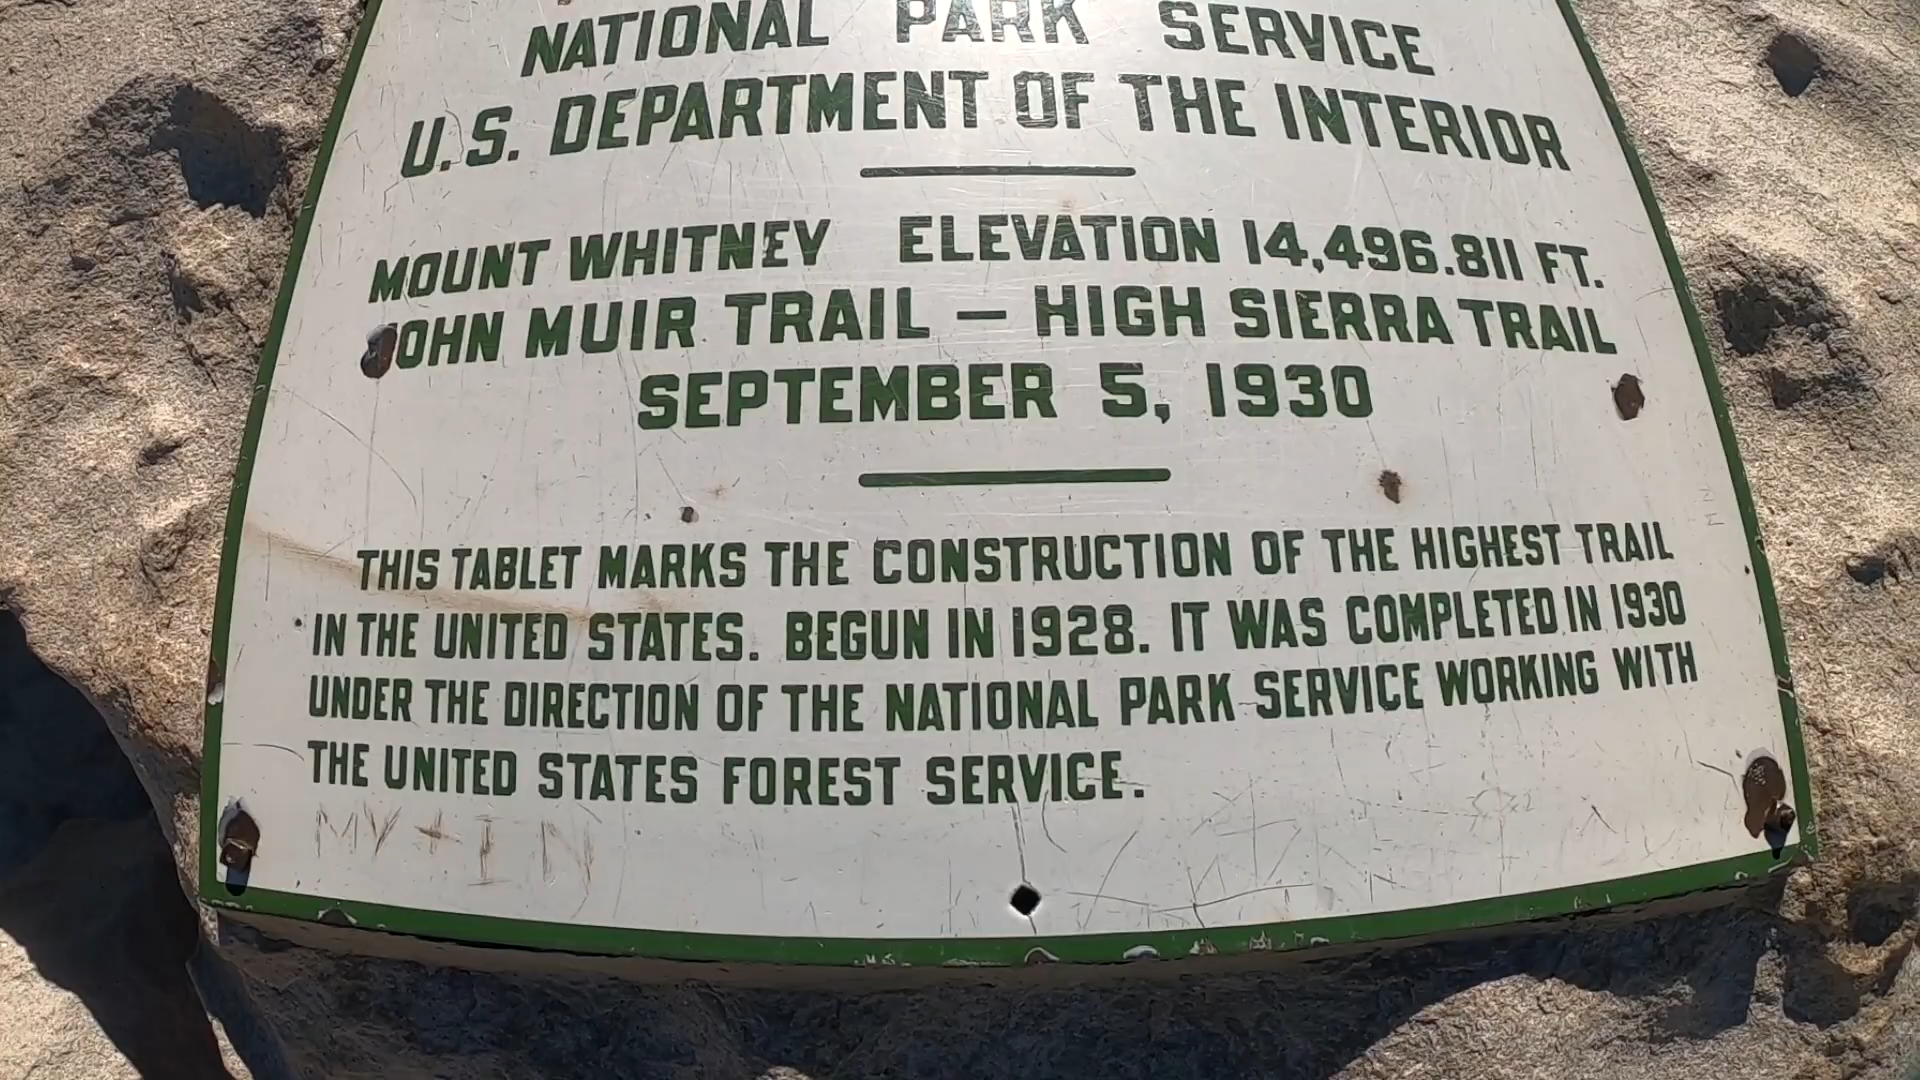 NATIONAL PARK SERVICE
U.S. DEPARTMENT OF THE INTERIOR
MOUNT WHITNEY ELEVATION 14,496.811 FT.
JOHN MUIR TRAIL — HIGH SIERRA TRAIL
SEPTEMBER 5, 1930
THIS TABLET MARKS THE CONSTRUCTION OF THE HIGHEST TRAIL
IN THE UNITED STATES. BEGUN IN 1928. IT WAS COMPLETED IN 1930
UNDER THE DIRECTION OF THE NATIONAL PARK SERVICE WORKING WITH
THE UNITED STATES FOREST SERVICE.
MY + IN